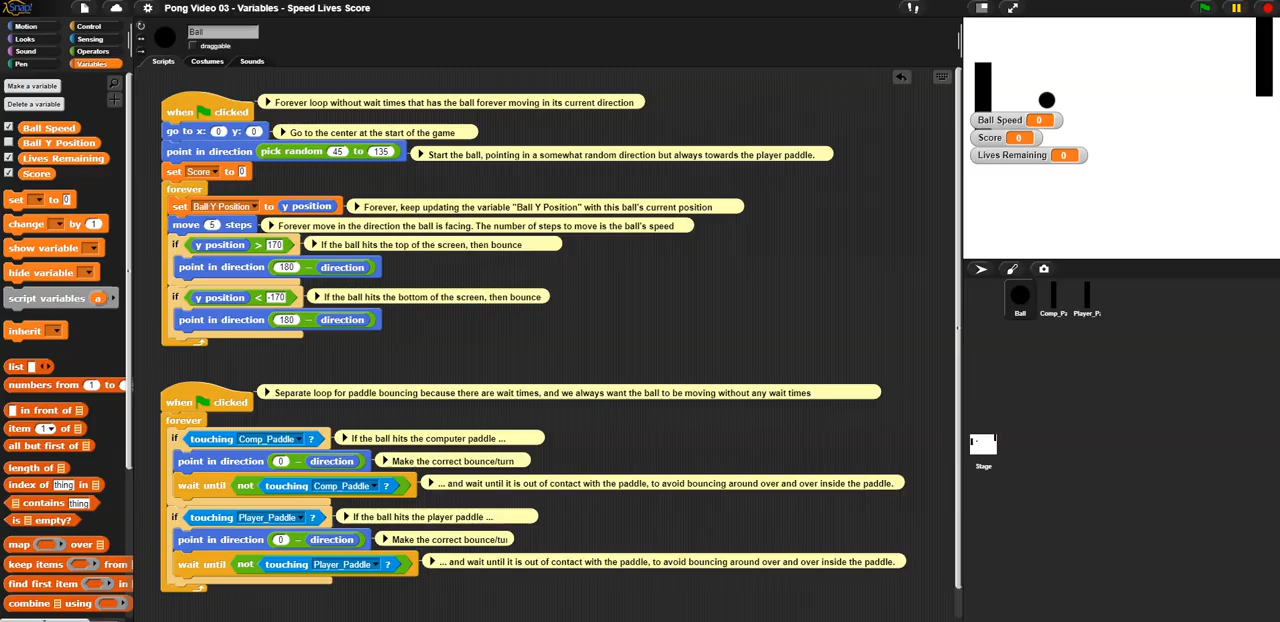 Snap!
Pong Video 03 - Variables - Speed Lives Score
Motion
Control
Looks
Sensing
Sound
Operators
Pen
Variables
Make a variable
Delete a variable
Ball Speed
Ball Y Position
Lives Remaining
Score
set to 0
change by 1
show variable
hide variable
script variables a
inherit
list
numbers from 1 to
in front of
item 1 of
all but first of
length of
index of thing in
contains thing
is empty?
map over
keep items from
find first item in
combine using
Ball
draggable
Scripts
Costumes
Sounds
when clicked
Forever loop without wait times that has the ball forever moving in its current direction
go to x: 0 y: 0
Go to the center at the start of the game
point in direction pick random 45 to 135
Start the ball, pointing in a somewhat random direction but always towards the player paddle.
set Score to 0
forever
set Ball Y Position to y position
Forever, keep updating the variable "Ball Y Position" with this ball's current position
move 5 steps
Forever move in the direction the ball is facing. The number of steps to move is the ball's speed
if y position > 170
If the ball hits the top of the screen, then bounce
point in direction 180 - direction
if y position < -170
If the ball hits the bottom of the screen, then bounce
point in direction 180 - direction
when clicked
Separate loop for paddle bouncing because there are wait times, and we always want the ball to be moving without any wait times
forever
if touching Comp_Paddle ?
If the ball hits the computer paddle ...
point in direction 0 - direction
Make the correct bounce/turn
wait until not touching Comp_Paddle ?
... and wait until it is out of contact with the paddle, to avoid bouncing around over and over inside the paddle.
if touching Player_Paddle ?
If the ball hits the player paddle ...
point in direction 0 - direction
Make the correct bounce/tu
wait until not touching Player_Paddle ?
... and wait until it is out of contact with the paddle, to avoid bouncing around over and over inside the paddle.
Ball Speed 0
Score 0
Lives Remaining 0
Ball
Comp_Pa
Player_Pa
Stage